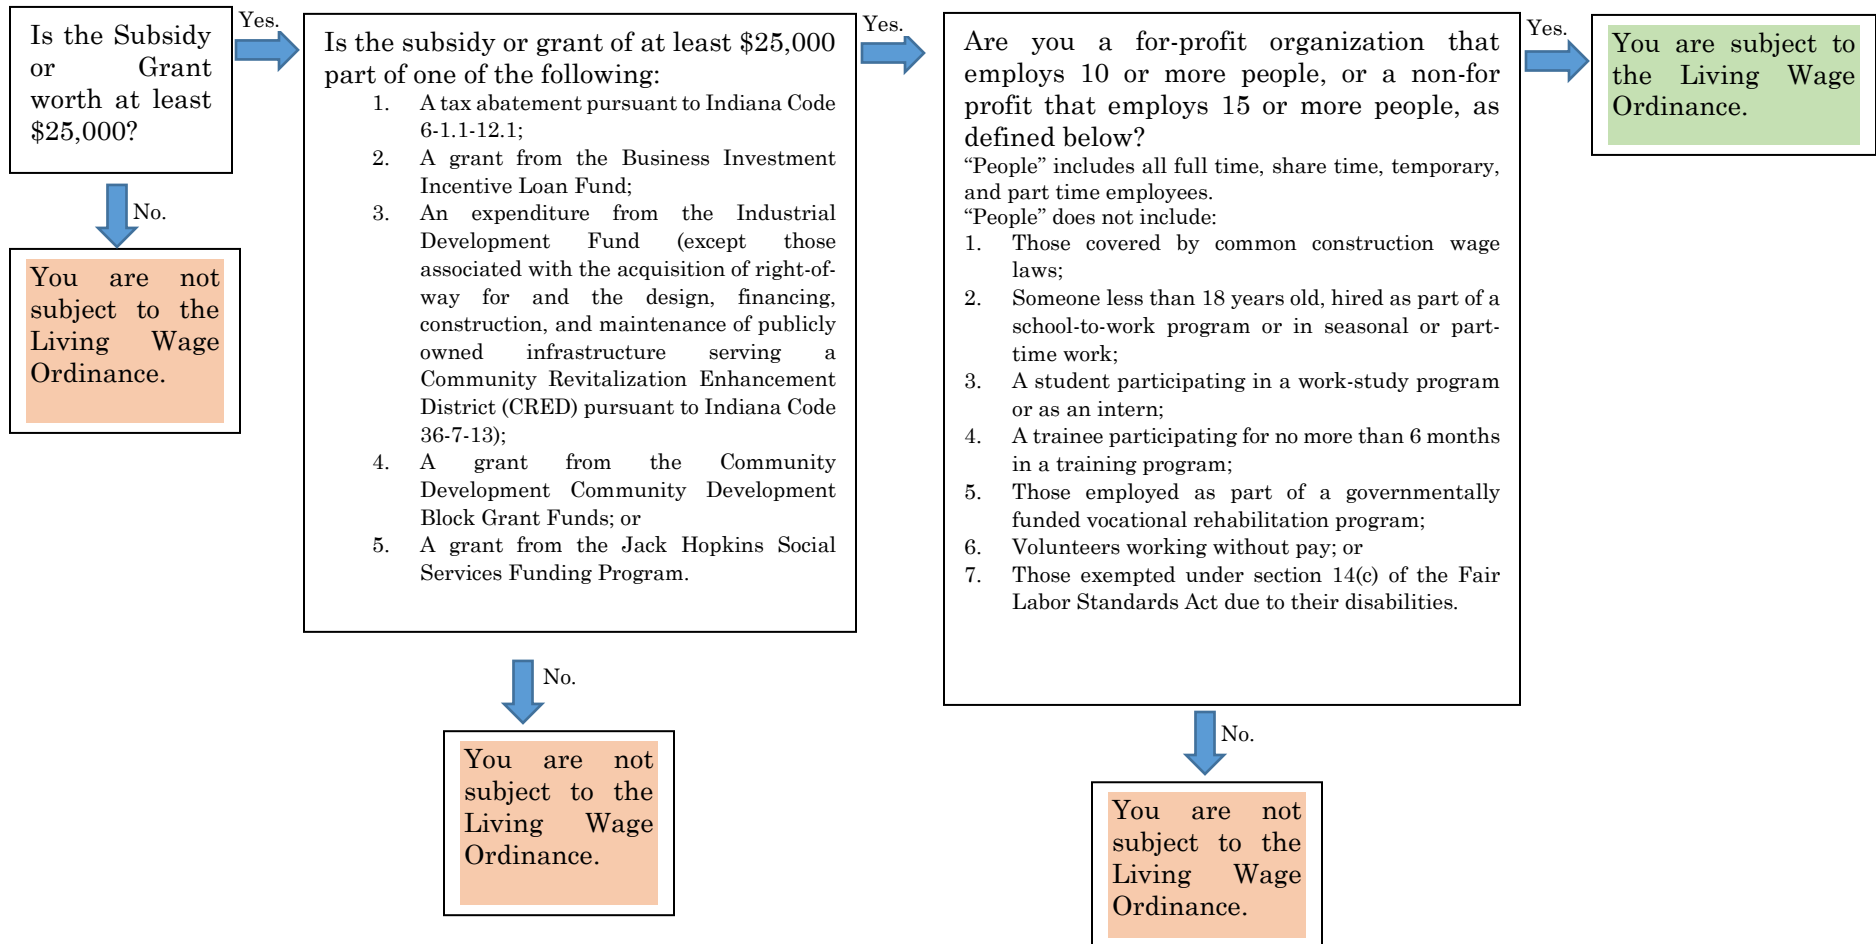 Is the Subsidy
or Grant
worth at least
$25,000?
Yes.
No.
You are not
subject to the
Living Wage
Ordinance.
Is the subsidy or grant of at least $25,000
part of one of the following:
1. A tax abatement pursuant to Indiana Code
6-1.1-12.1;
2. A grant from the Business Investment
Incentive Loan Fund;
3. An expenditure from the Industrial
Development Fund (except those
associated with the acquisition of right-of-
way for and the design, financing,
construction, and maintenance of publicly
owned infrastructure serving a
Community Revitalization Enhancement
District (CRED) pursuant to Indiana Code
36-7-13);
4. A grant from the Community
Development Community Development
Block Grant Funds; or
5. A grant from the Jack Hopkins Social
Services Funding Program.
Yes.
No.
You are not
subject to the
Living Wage
Ordinance.
Are you a for-profit organization that
employs 10 or more people, or a non-for
profit that employs 15 or more people, as
defined below?
“People” includes all full time, share time, temporary,
and part time employees.
“People” does not include:
1. Those covered by common construction wage
laws;
2. Someone less than 18 years old, hired as part of a
school-to-work program or in seasonal or part-
time work;
3. A student participating in a work-study program
or as an intern;
4. A trainee participating for no more than 6 months
in a training program;
5. Those employed as part of a governmentally
funded vocational rehabilitation program;
6. Volunteers working without pay; or
7. Those exempted under section 14(c) of the Fair
Labor Standards Act due to their disabilities.
Yes.
No.
You are not
subject to the
Living Wage
Ordinance.
You are subject to
the Living Wage
Ordinance.